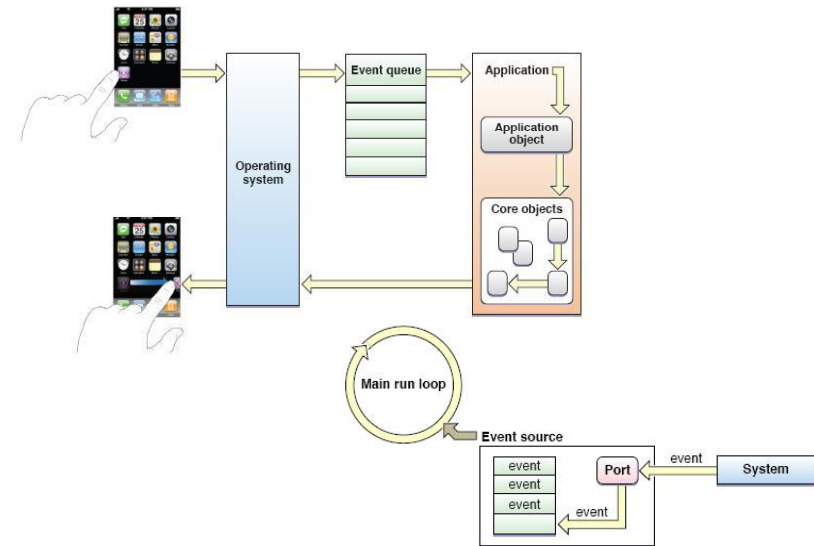 Event queue
Application
Application
object
Operating
system
Core objects
Main run loop
Event source
event
event
event
Port
event
event
System